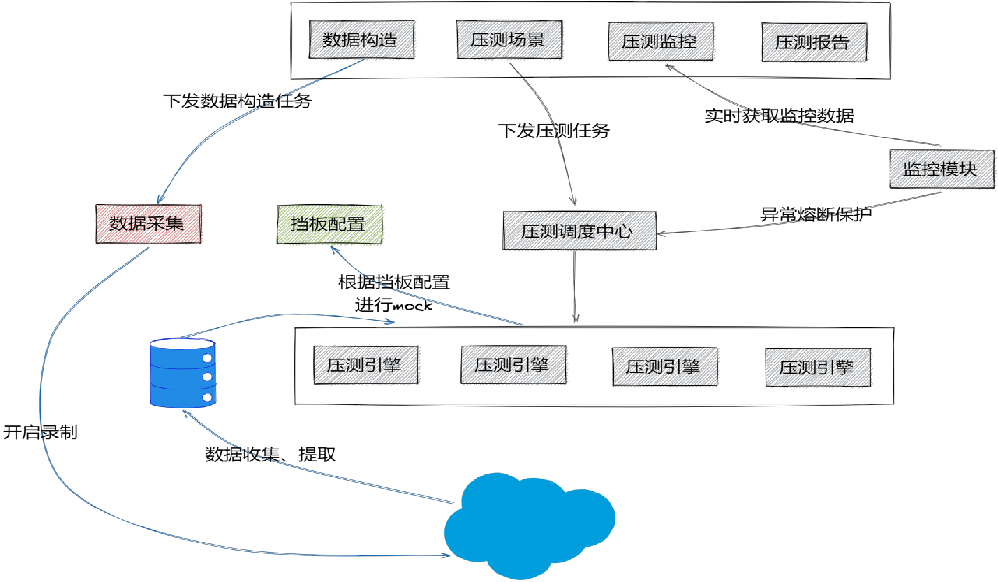 数据构造
压测场景
压测监控
压测报告
下发数据构造任务
下发压测任务
实时获取监控数据
监控模块
数据采集
挡板配置
压测调度中心
异常熔断保护
根据挡板配置
进行mock
压测引擎
压测引擎
压测引擎
压测引擎
开启录制
数据收集、提取